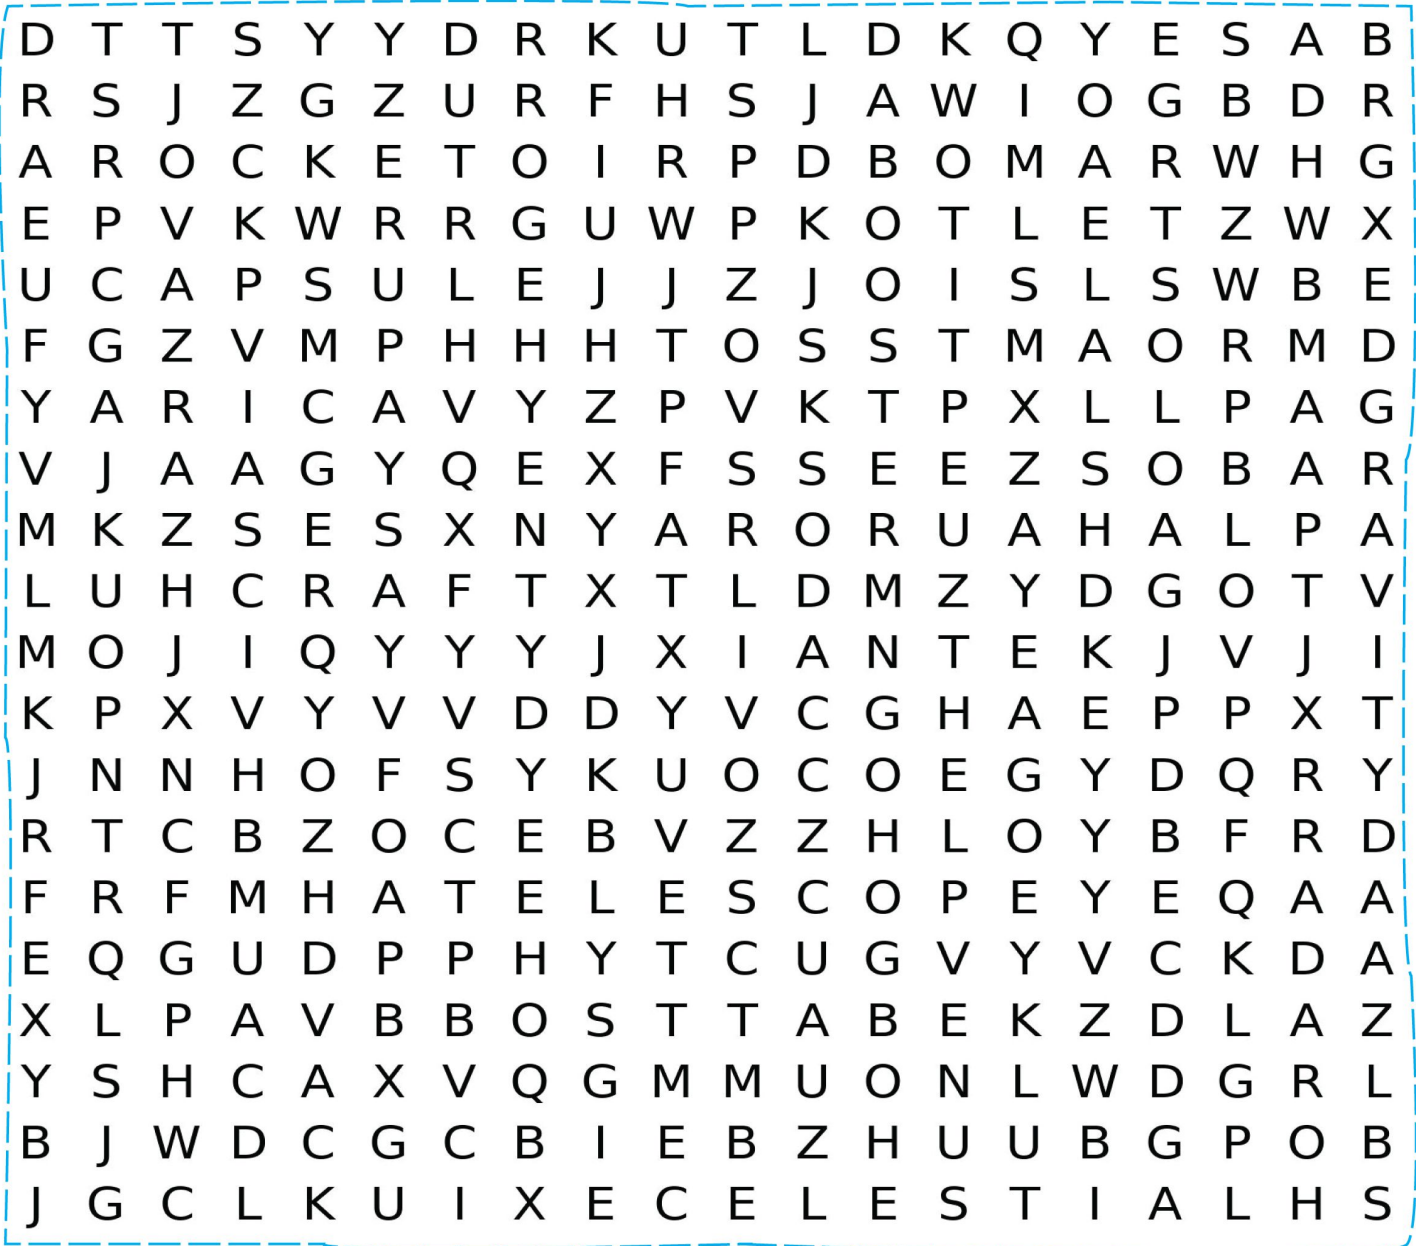 D T T S Y Y D R K U T L D K Q Y E S A B
R S J Z G Z U R F H S J A W I O G B D R
A R O C K E T O I R P D B O M A R W H G
E P V K W R R G U W P K O T L E T Z W X
U C A P S U L E J J Z J O I S L S W B E
F G Z V M P H H H T O S S T M A O R M D
Y A R I C A V Y Z P V K T P X L L P A G
V J A A G Y Q E X F S S E E Z S O B A R
M K Z S E S X N Y A R O R U A H A L P A
L U H C R A F T X T L D M Z Y D G O T V
M O J I Q Y Y Y J X I A N T E K J V J I
K P X V Y V V D D Y V C G H A E P P X T
J N N H O F S Y K U O C O E G Y D Q R Y
R T C B Z O C E B V Z Z H L O Y B F R D
F R F M H A T E L E S C O P E Y E Q A A
E Q G U D P P H Y T C U G V Y V C K D A
X L P A V B B O S T T A B E K Z D L A Z
Y S H C A X V Q G M M U O N L W D G R L
B J W D C G C B I E B Z H U U B G P O B
J G C L K U I X E C E L E S T I A L H S